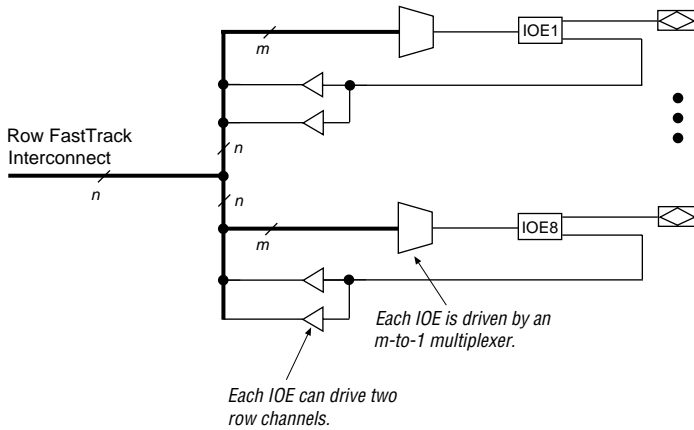 m
IOE1
n
Row FastTrack
Interconnect
n
n
m
IOE8
Each IOE is driven by an
m-to-1 multiplexer.
Each IOE can drive two
row channels.